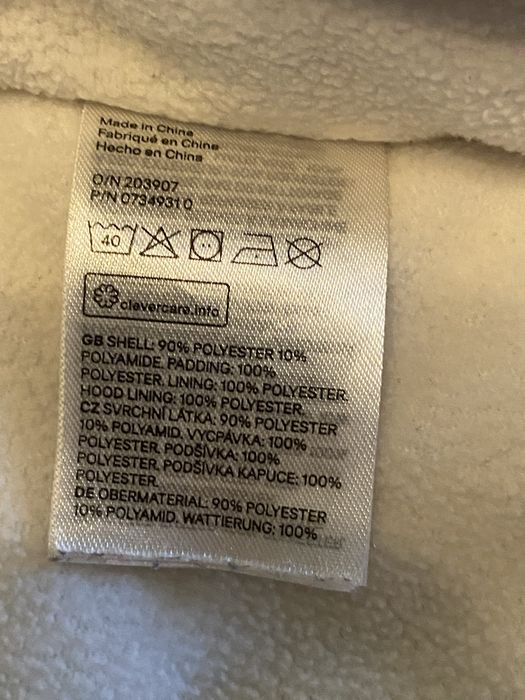 Made in China
Fabriqué en Chine
Hecho en China
O/N 203907
P/N 0734931 0
40
clevercare.info
GB SHELL: 90% POLYESTER 10%
POLYAMIDE. PADDING: 100%
POLYESTER. LINING: 100% POLYESTER.
HOOD LINING: 100% POLYESTER.
CZ SVRCHNÍ LÁTKA: 90% POLYESTER
10% POLYAMID. VÝCPÁVKA: 100%
POLYESTER. PODŠÍVKA: 100%
POLYESTER. PODŠÍVKA KAPUCE: 100%
POLYESTER.
DE OBERMATERIAL: 90% POLYESTER
10% POLYAMID. WATTIERUNG: 100%